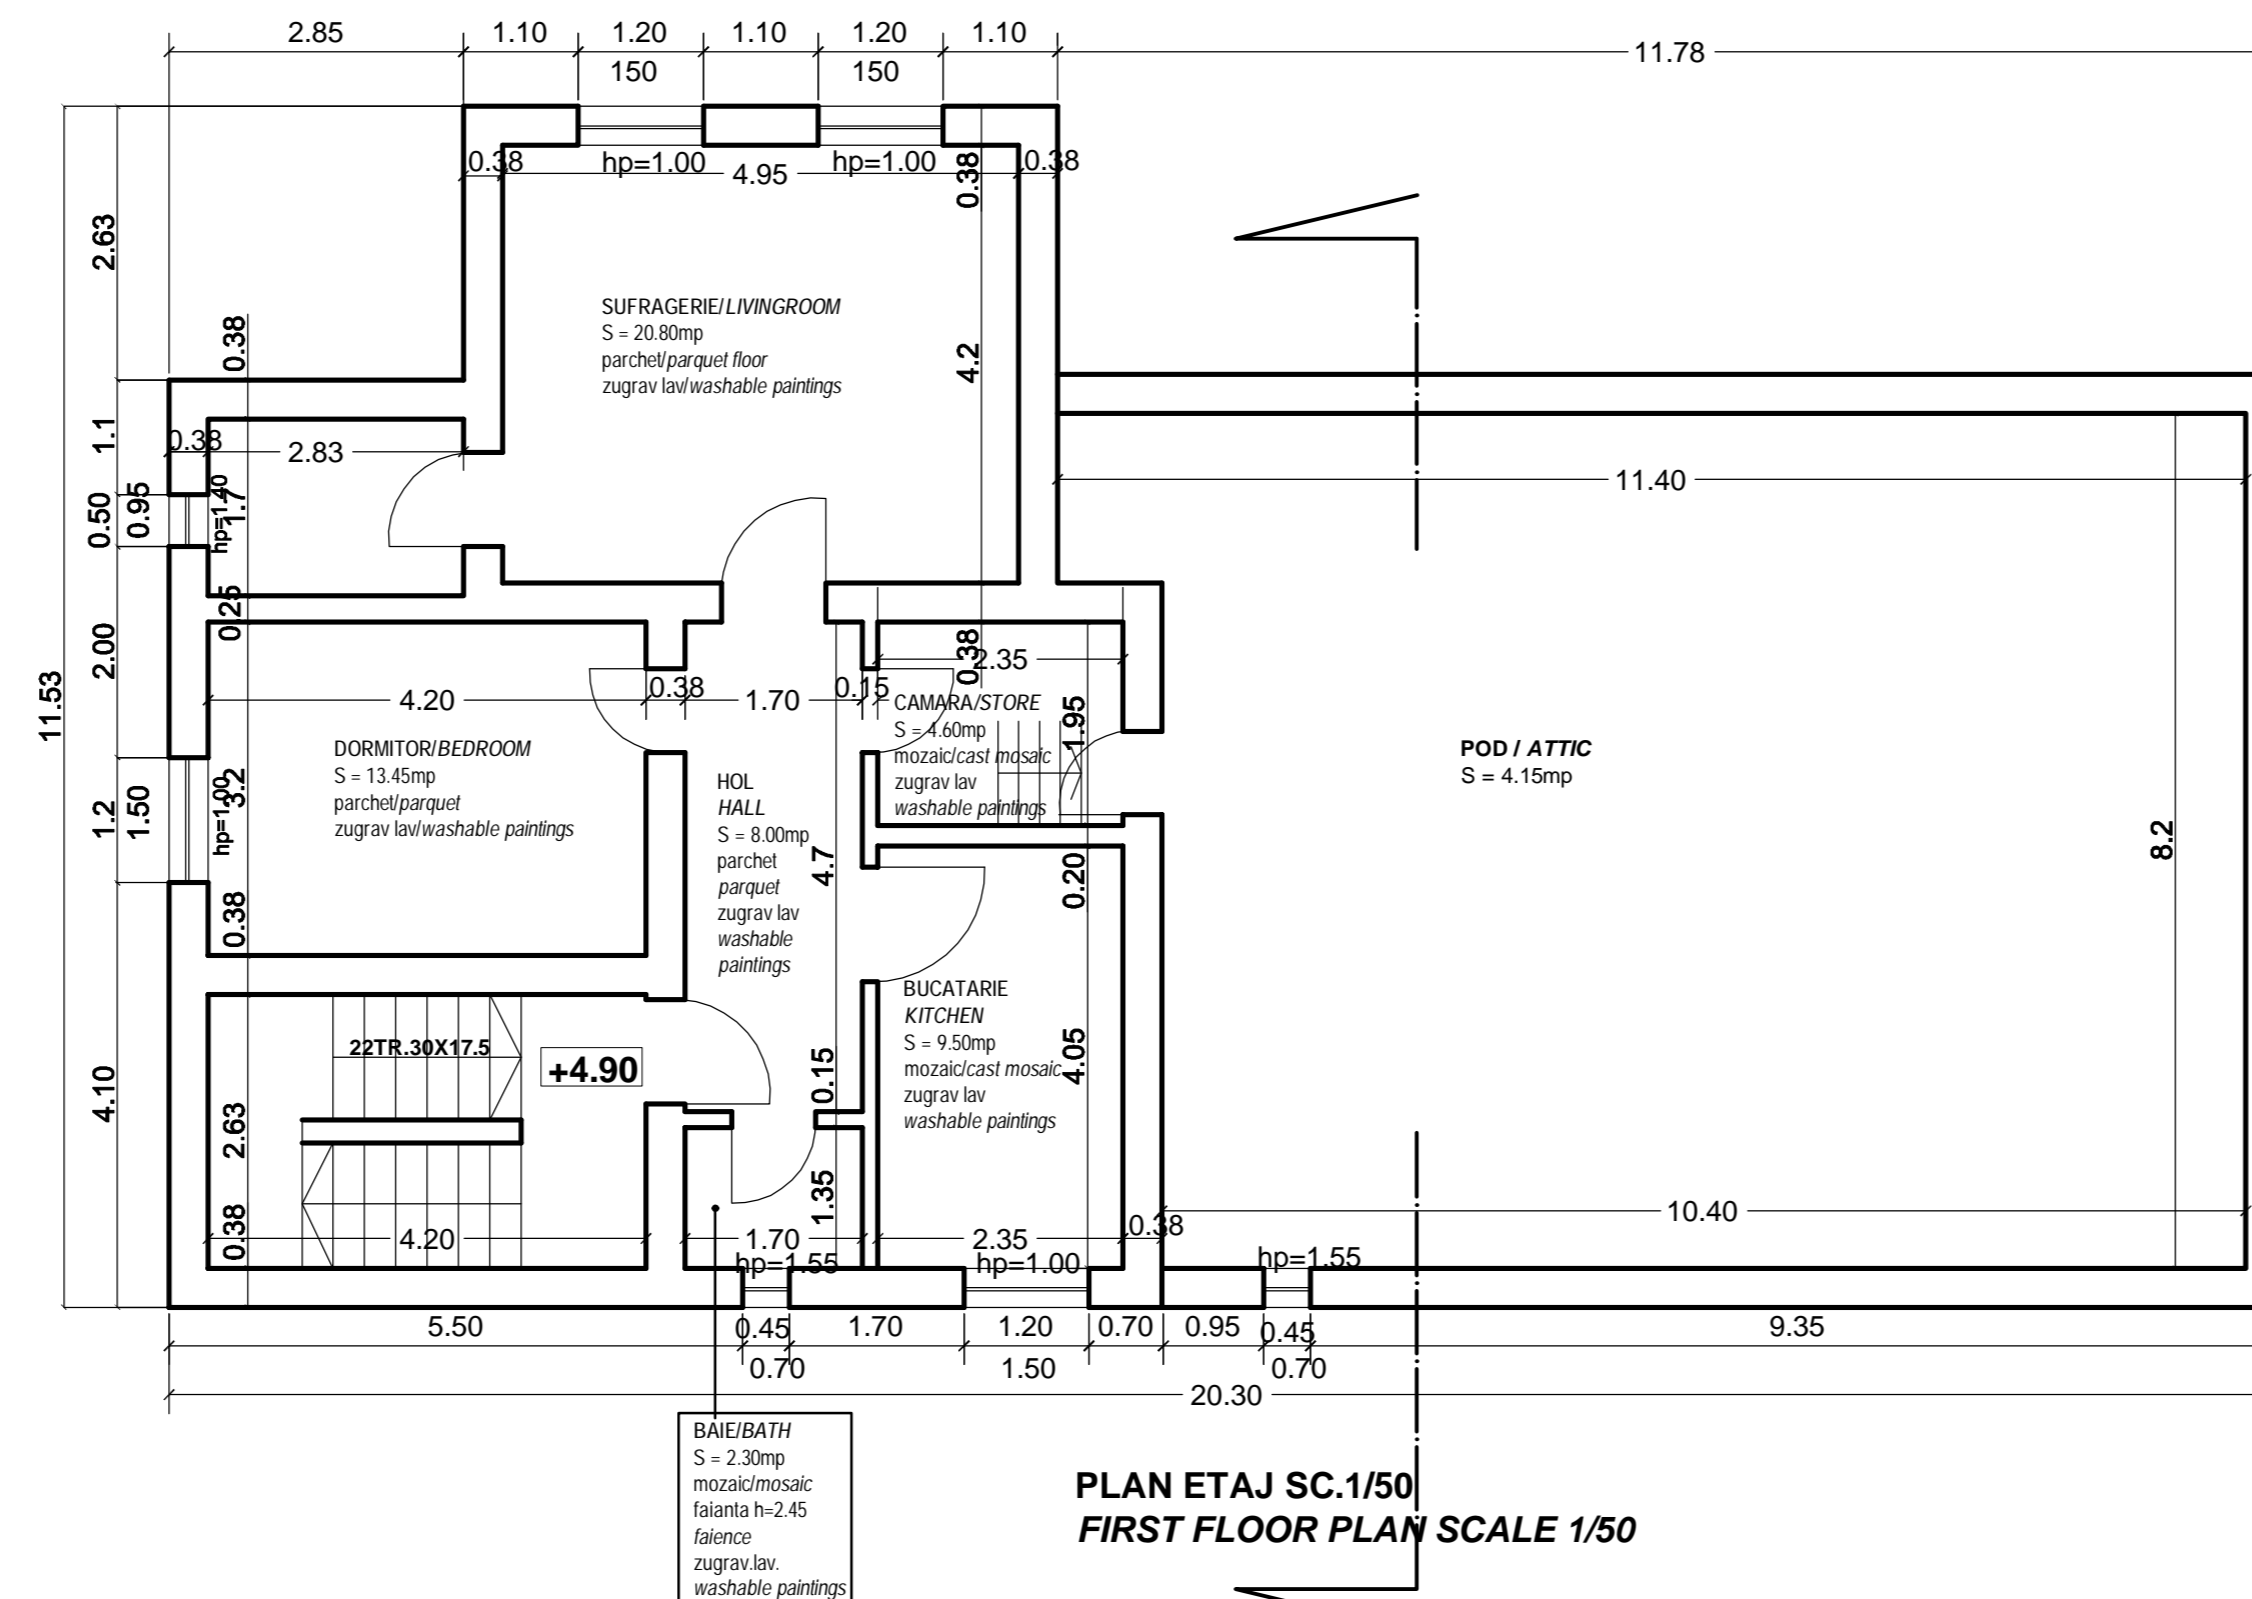 2.85
1.10
1.20
1.10
1.20
1.10
11.78
150
150
0.38
hp=1.00
4.95
hp=1.00
0.38
0.38
2.63
SUFRAGERIE/LIVINGROOM
S = 20.80mp
parchet/parquet floor
zugrav lav/washable paintings
4.2
0.38
1.1
0.38
2.83
hp=1.40
1.7
0.50
0.95
11.40
0.25
2.00
11.53
0.38
2.35
4.20
0.38
1.70
0.15
CAMARA/STORE
S = 4.60mp
mozaic/cast mosaic
zugrav lav
washable paintings
1.95
DORMITOR/BEDROOM
S = 13.45mp
parchet/parquet
zugrav lav/washable paintings
POD / ATTIC
S = 4.15mp
HOL
HALL
S = 8.00mp
parchet
parquet
zugrav lav
washable
paintings
1.2
1.50
hp=1.00
3.2
4.7
8.2
0.20
0.38
BUCATARIE
KITCHEN
S = 9.50mp
mozaic/cast mosaic
zugrav lav
washable paintings
4.05
22TR.30X17.5
+4.90
4.10
0.15
2.63
1.35
0.38
4.20
1.70
2.35
0.38
10.40
hp=1.55
hp=1.00
hp=1.55
5.50
0.45
1.70
1.20
0.70
0.95
0.45
9.35
0.70
1.50
0.70
20.30
BAIE/BATH
S = 2.30mp
mozaic/mosaic
faianta h=2.45
faience
zugrav.lav.
washable paintings
PLAN ETAJ SC.1/50
FIRST FLOOR PLAN SCALE 1/50